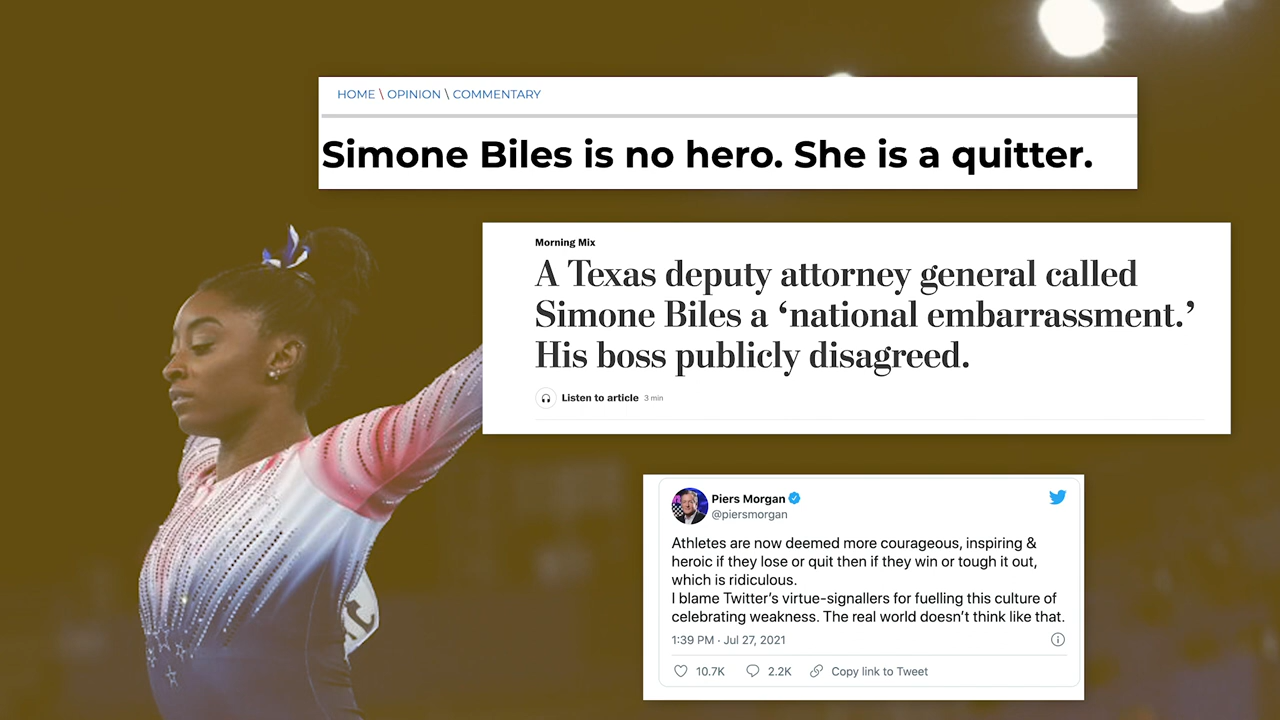 HOME \ OPINION \ COMMENTARY
Simone Biles is no hero. She is a quitter.
Morning Mix
A Texas deputy attorney general called
Simone Biles a ‘national embarrassment.’
His boss publicly disagreed.
Listen to article 3 min
Piers Morgan
@piersmorgan
Athletes are now deemed more courageous, inspiring &
heroic if they lose or quit then if they win or tough it out,
which is ridiculous.
I blame Twitter’s virtue-signallers for fuelling this culture of
celebrating weakness. The real world doesn’t think like that.
1:39 PM · Jul 27, 2021
10.7K 2.2K Copy link to Tweet